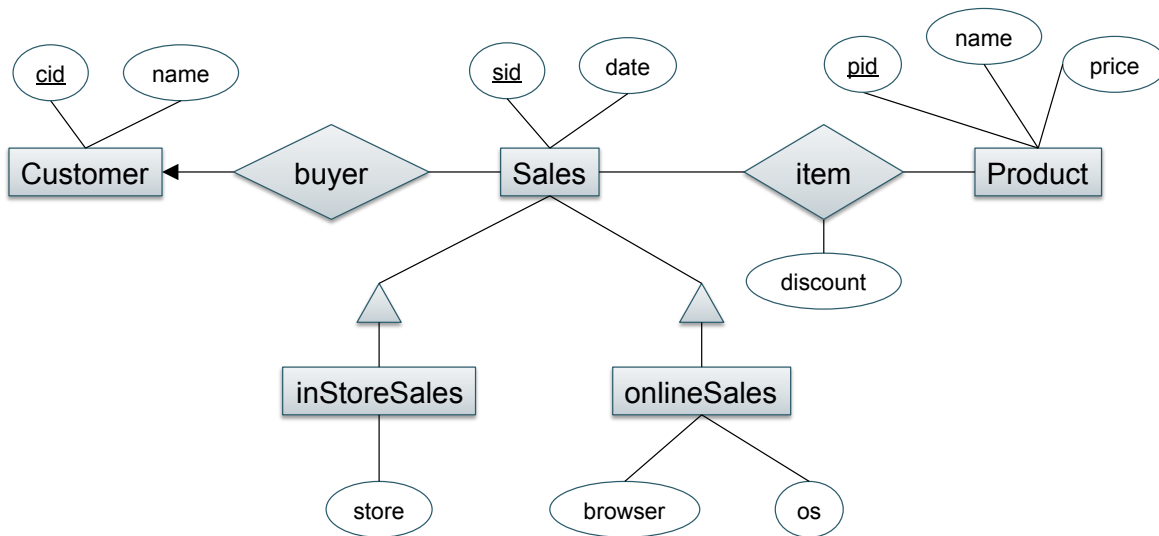 cid
name
sid
date
pid
name
price
Customer
buyer
Sales
item
Product
discount
inStoreSales
onlineSales
store
browser
os